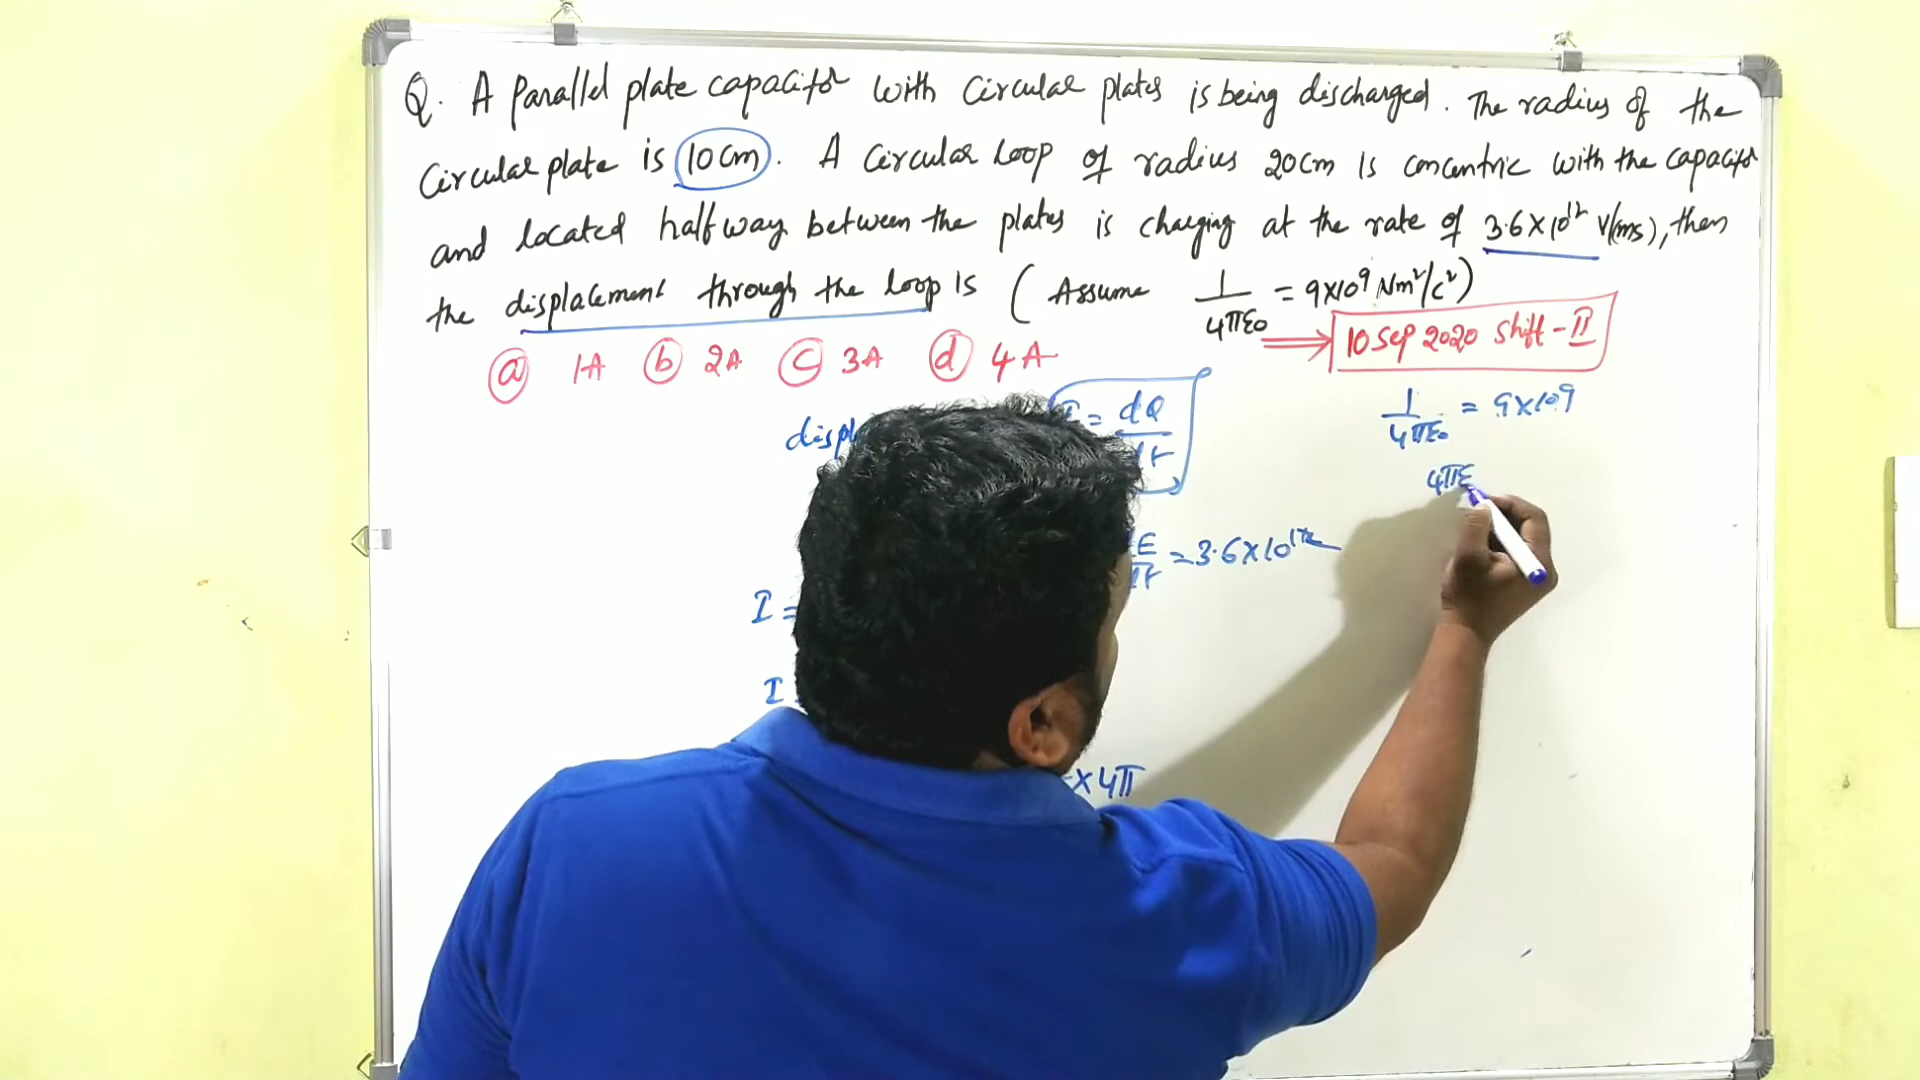 Q. A Parallel plate capacitor with Circular plates is being discharged. The radius of the
Circular plate is 10cm. A Circular Loop of radius 20cm is concentric with the capacitor
and located halfway between the plates is charging at the rate of 3.6×10¹² V/(ms), then
the displacement through the loop is ( Assume 1/4πε₀ = 9×10⁹ Nm²/c²)
10 Sep 2020 Shift - II
a 1A b 2A c 3A d 4A
displ = dQ
1/4πε₀ = 9×10⁹
4πε
E = 3.6×10¹²
I =
I
×4π